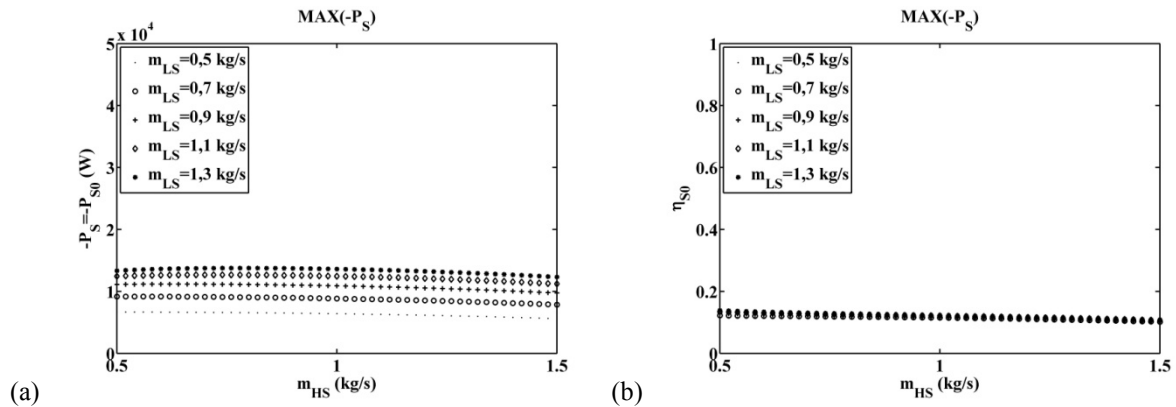 MAX(-P_S)
x 10^4
5
4
3
2
1
0
-P_S=-P_S0 (W)
m_LS=0,5 kg/s
m_LS=0,7 kg/s
m_LS=0,9 kg/s
m_LS=1,1 kg/s
m_LS=1,3 kg/s
0.5
1
1.5
m_HS (kg/s)
(a)
MAX(-P_S)
1
0.8
0.6
0.4
0.2
0
η_S0
m_LS=0,5 kg/s
m_LS=0,7 kg/s
m_LS=0,9 kg/s
m_LS=1,1 kg/s
m_LS=1,3 kg/s
0.5
1
1.5
m_HS (kg/s)
(b)